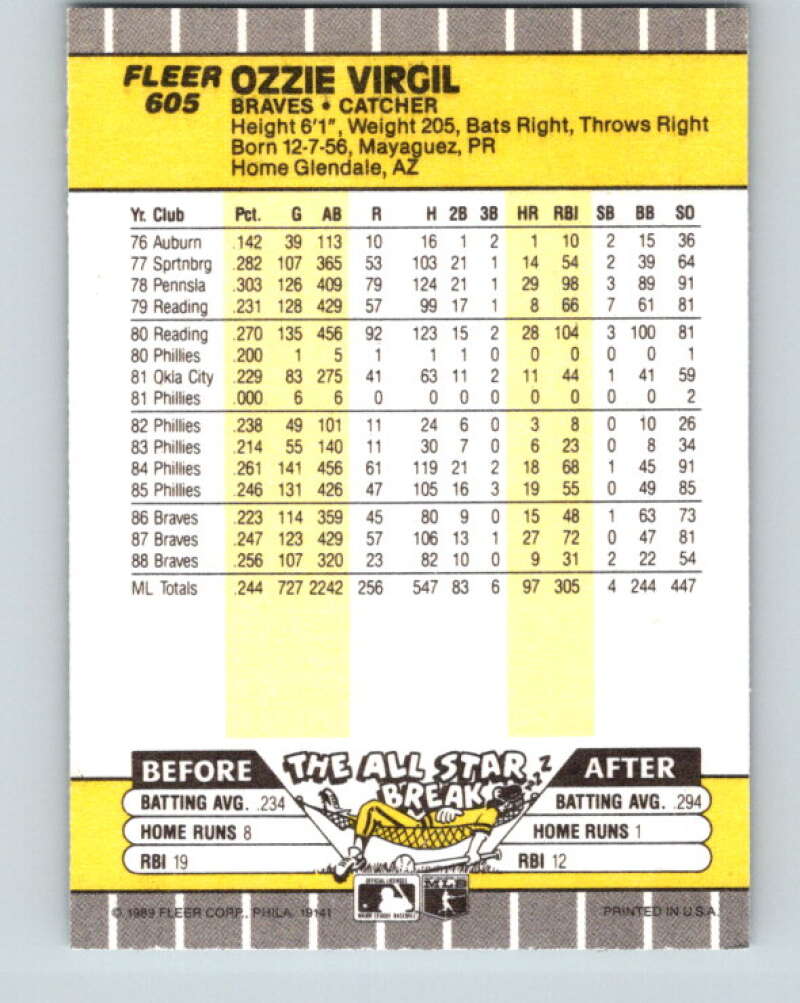 FLEER OZZIE VIRGIL
605 BRAVES • CATCHER
Height 6'1", Weight 205, Bats Right, Throws Right
Born 12-7-56, Mayaguez, PR
Home Glendale, AZ
Yr. Club Pct. G AB R H 2B 3B HR RBI SB BB SO
76 Auburn .142 39 113 10 16 1 2 1 10 2 15 36
77 Sprtnbrg .282 107 365 53 103 21 1 14 54 2 39 64
78 Pennsla .303 126 409 79 124 21 1 29 98 3 89 91
79 Reading .231 128 429 57 99 17 1 8 66 7 61 81
80 Reading .270 135 456 92 123 15 2 28 104 3 100 81
80 Phillies .200 1 5 1 1 1 0 0 0 0 0 1
81 Okla City .229 83 275 41 63 11 2 11 44 1 41 59
81 Phillies .000 6 6 0 0 0 0 0 0 0 0 2
82 Phillies .238 49 101 11 24 6 0 3 8 0 10 26
83 Phillies .214 55 140 11 30 7 0 6 23 0 8 34
84 Phillies .261 141 456 61 119 21 2 18 68 1 45 91
85 Phillies .246 131 426 47 105 16 3 19 55 0 49 85
86 Braves .223 114 359 45 80 9 0 15 48 1 63 73
87 Braves .247 123 429 57 106 13 1 27 72 0 47 81
88 Braves .256 107 320 23 82 10 0 9 31 2 22 54
ML Totals .244 727 2242 256 547 83 6 97 305 4 244 447
BEFORE THE ALL STAR BREAK ZZZ AFTER
BATTING AVG. .234 BATTING AVG. .294
HOME RUNS 8 HOME RUNS 1
RBI 19 RBI 12
OFFICIAL LICENSEE
MAJOR LEAGUE BASEBALL
MLB
© 1989 FLEER CORP., PHILA. 19141 PRINTED IN U.S.A.